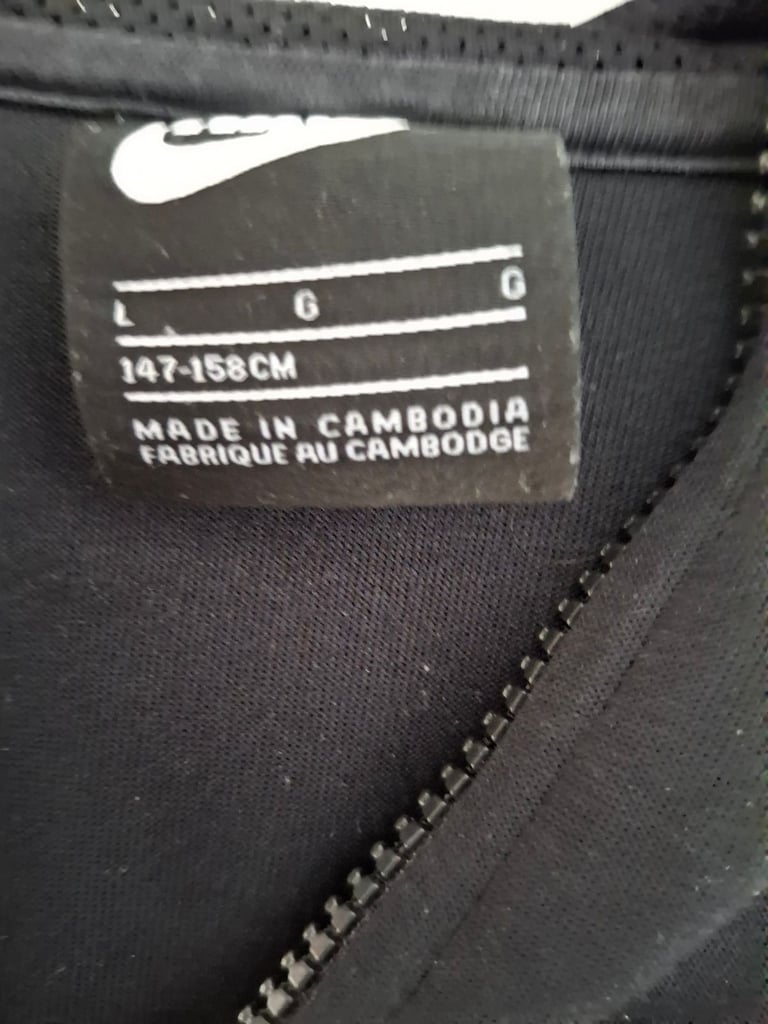 L G G
147-158CM
MADE IN CAMBODIA
FABRIQUE AU CAMBODGE